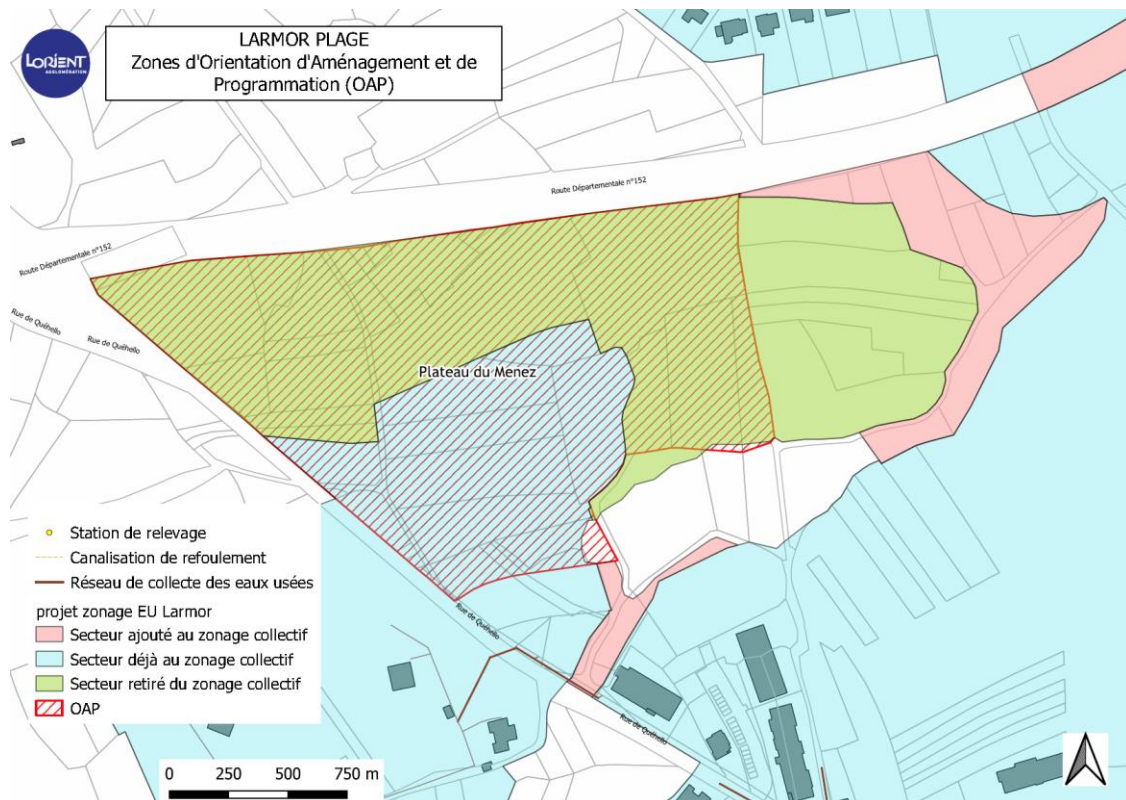 LORIENT
AGGLOMÉRATION
LARMOR PLAGE
Zones d'Orientation d'Aménagement et de
Programmation (OAP)
Route Départementale n°152
Route Départementale n°152
Rue de Quéhello
Rue de Quéhello
Plateau du Menez
Station de relevage
Canalisation de refoulement
Réseau de collecte des eaux usées
projet zonage EU Larmor
Secteur ajouté au zonage collectif
Secteur déjà au zonage collectif
Secteur retiré du zonage collectif
OAP
Rue de Quéhello
Rue de Quéhello
0 250 500 750 m